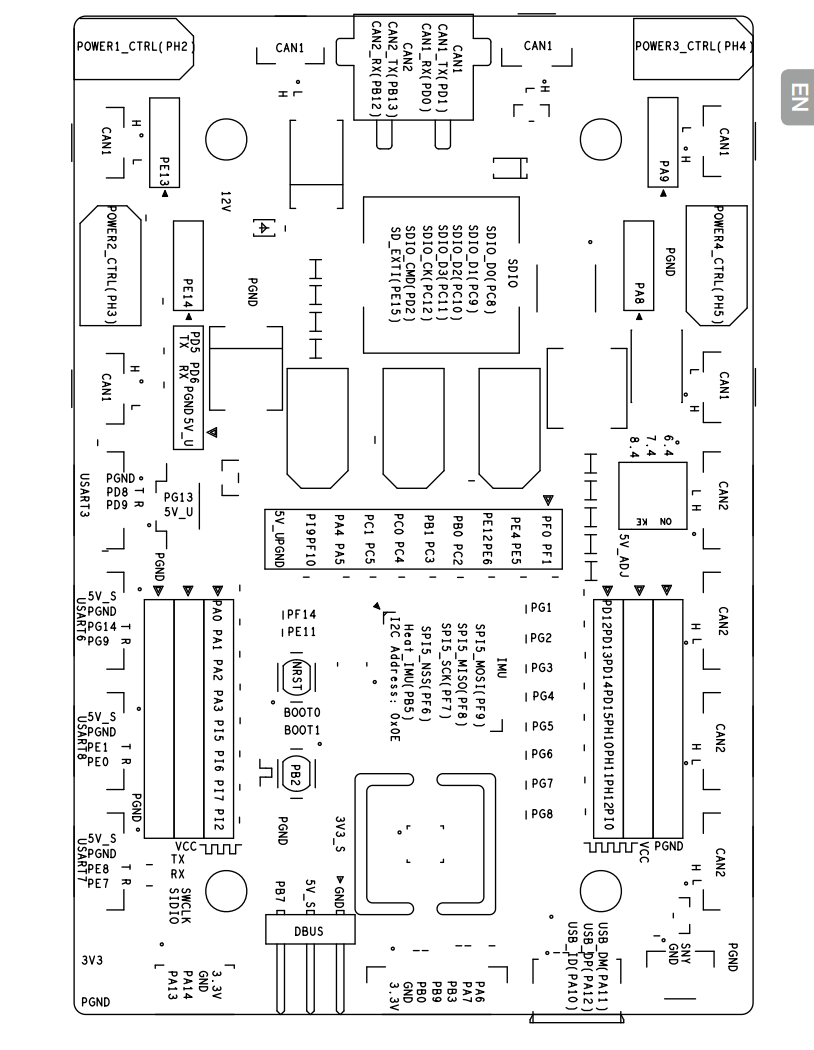 POWER1_CTRL(PH2
CAN1
CAN1
CAN1_TX(PD1)
CAN1_RX(PD0)
CAN2
CAN2_TX(PB13)
CAN2_RX(PB12)
CAN1
POWER3_CTRL(PH4)
EN
H
L
L
H
CAN1
H
L
PE13
PA9
L
H
CAN1
12V
POWER2_CTRL(PH3)
PE14
PGND
SDIO
SDIO_D0(PC8)
SDIO_D1(PC9)
SDIO_D2(PC10)
SDIO_D3(PC11)
SDIO_CK(PC12)
SDIO_CMD(PD2)
SD_EXTI(PE15)
PA8
PGND
POWER4_CTRL(PH5)
PD5 PD6 PGND5V_U
TX RX
CAN1
H
L
L
H
CAN1
6.4
7.4
8.4
USART3
PGND
PD8
PD9
T R
PG13
5V_U
PGND
ON KE
5V_ADJ
L H
CAN2
5V_UPGND
PI9PF10
PA4 PA5
PC1 PC5
PC0 PC4
PB1 PC3
PB0 PC2
PE12PE6
PE4 PE5
PF0 PF1
USART6
5V_S
PGND
PG14
PG9
T R
PA0 PA1 PA2 PA3 PI5 PI6 PI7 PI2
PF14
PE11
NRST
BOOT0
BOOT1
PB2
IMU
SPI5_MOSI(PF9)
SPI5_MISO(PF8)
SPI5_SCK(PF7)
SPI5_NSS(PF6)
Heat_IMU(PB5)
I2C Address: 0x0E
PG1
PG2
PG3
PG4
PG5
PG6
PG7
PG8
PD12PD13PD14PD15PH10PH11PH12PI0
H L
CAN2
USART8
5V_S
PGND
PE1
PE0
T R
PGND
H L
CAN2
PGND
3V3_S
USART7
5V_S
PGND
PE8
PE7
T R
VCC
TX
RX
SWCLK
SIDIO
VCC
PGND
H L
CAN2
PB7
5V_S
GND
DBUS
3V3
PGND
3.3V
GND
PA14
PA13
PA6
PA7
PB3
PB9
PB0
GND
3.3V
USB_DM(PA11)
USB_DP(PA12)
USB_ID(PA10)
SNY
GND
PGND